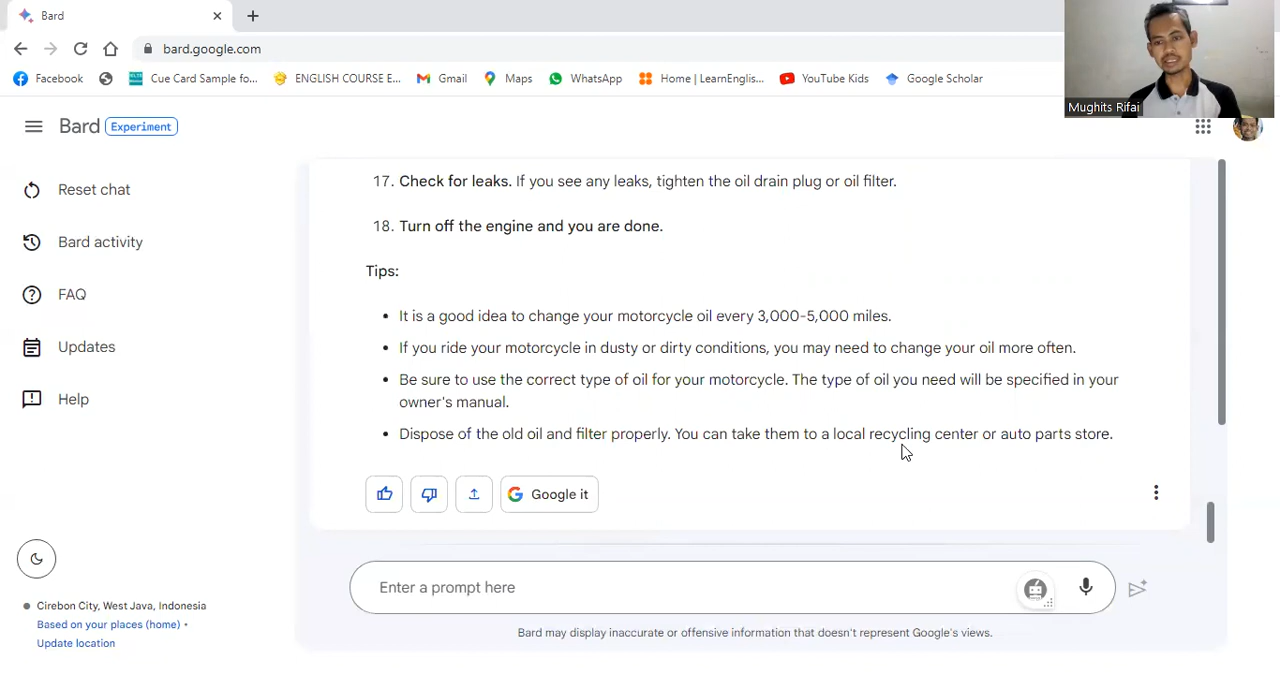 Bard
bard.google.com
Facebook
Cue Card Sample fo...
ENGLISH COURSE E...
Gmail
Maps
WhatsApp
Home | LearnEnglis...
YouTube Kids
Google Scholar
Mughits Rifai
Bard Experiment
Reset chat
Bard activity
FAQ
Updates
Help
17. Check for leaks. If you see any leaks, tighten the oil drain plug or oil filter.
18. Turn off the engine and you are done.
Tips:
• It is a good idea to change your motorcycle oil every 3,000-5,000 miles.
• If you ride your motorcycle in dusty or dirty conditions, you may need to change your oil more often.
• Be sure to use the correct type of oil for your motorcycle. The type of oil you need will be specified in your
owner's manual.
• Dispose of the old oil and filter properly. You can take them to a local recycling center or auto parts store.
Google it
Enter a prompt here
Bard may display inaccurate or offensive information that doesn't represent Google's views.
Cirebon City, West Java, Indonesia
Based on your places (home) •
Update location